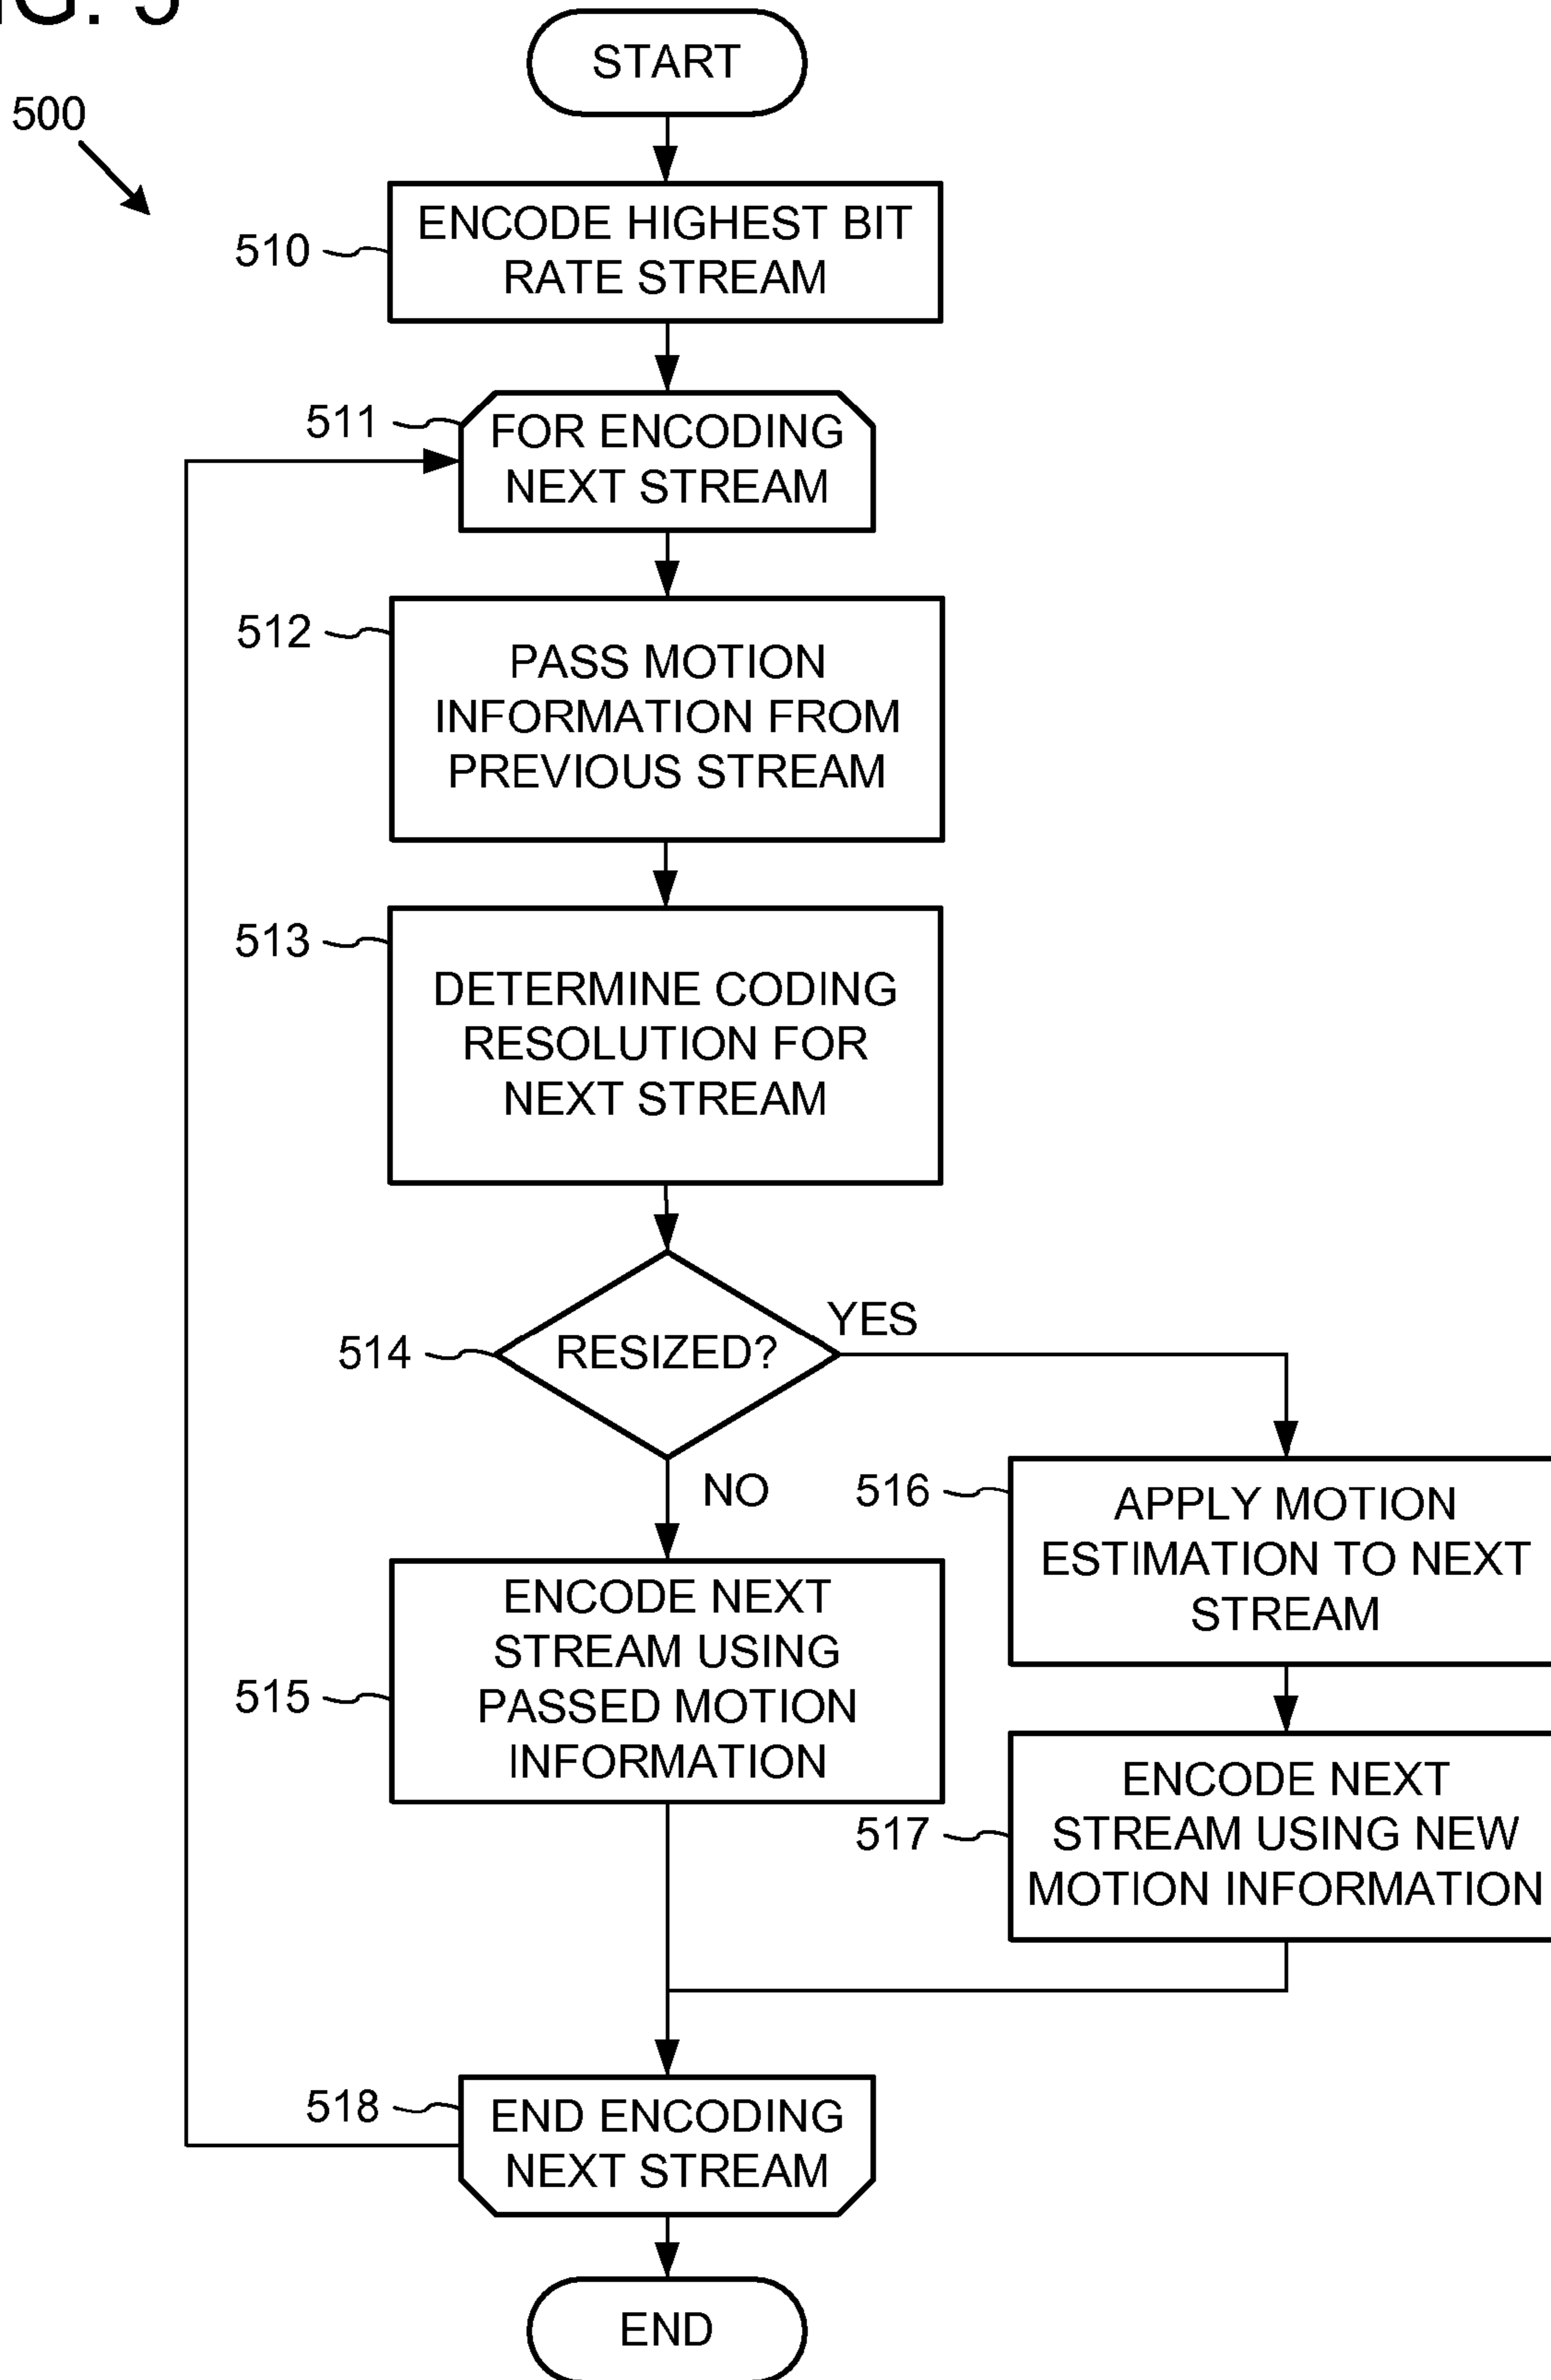 G. 5
START
500
510
ENCODE HIGHEST BIT
RATE STREAM
511
FOR ENCODING
NEXT STREAM
512
PASS MOTION
INFORMATION FROM
PREVIOUS STREAM
513
DETERMINE CODING
RESOLUTION FOR
NEXT STREAM
514
RESIZED?
YES
NO
516
APPLY MOTION
ESTIMATION TO NEXT
STREAM
515
ENCODE NEXT
STREAM USING
PASSED MOTION
INFORMATION
517
ENCODE NEXT
STREAM USING NEW
MOTION INFORMATION
518
END ENCODING
NEXT STREAM
END